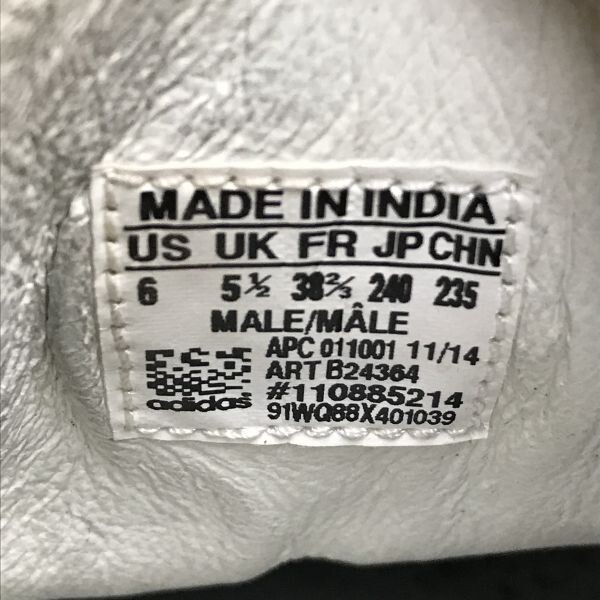 MADE IN INDIA
US UK FR JP CHN
6 5½ 38⅔ 240 235
MALE/MÂLE
APC 011001 11/14
ART B24364
#110885214
adidas 91WQ88X401039